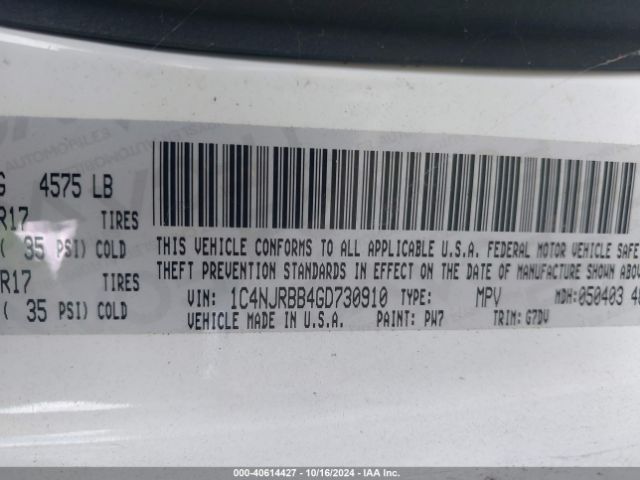 G 4575 LB
R17 TIRES
( 35 PSI) COLD
R17 TIRES
( 35 PSI) COLD
THIS VEHICLE CONFORMS TO ALL APPLICABLE U.S.A. FEDERAL MOTOR VEHICLE SAFE
THEFT PREVENTION STANDARDS IN EFFECT ON THE DATE OF MANUFACTURE SHOWN ABO
VIN: 1C4NJRBB4GD730910 TYPE: MPV MDH:050403
VEHICLE MADE IN U.S.A. PAINT: PW7 TRIM: G7DV
000-40614427 - 10/16/2024 - IAA Inc.